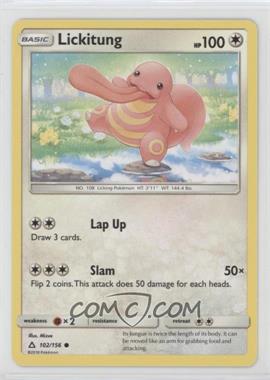 BASIC Lickitung HP100
NO. 108 Licking Pokémon HT: 3'11" WT: 144.4 lbs.
Lap Up
Draw 3 cards.
Slam 50×
Flip 2 coins. This attack does 50 damage for each heads.
COMC
weakness ×2 resistance retreat
Illus. Mizue
Its tongue is twice the length of its body. It can
be moved like an arm for grabbing food and
attacking.
102/156
©2018 Pokémon